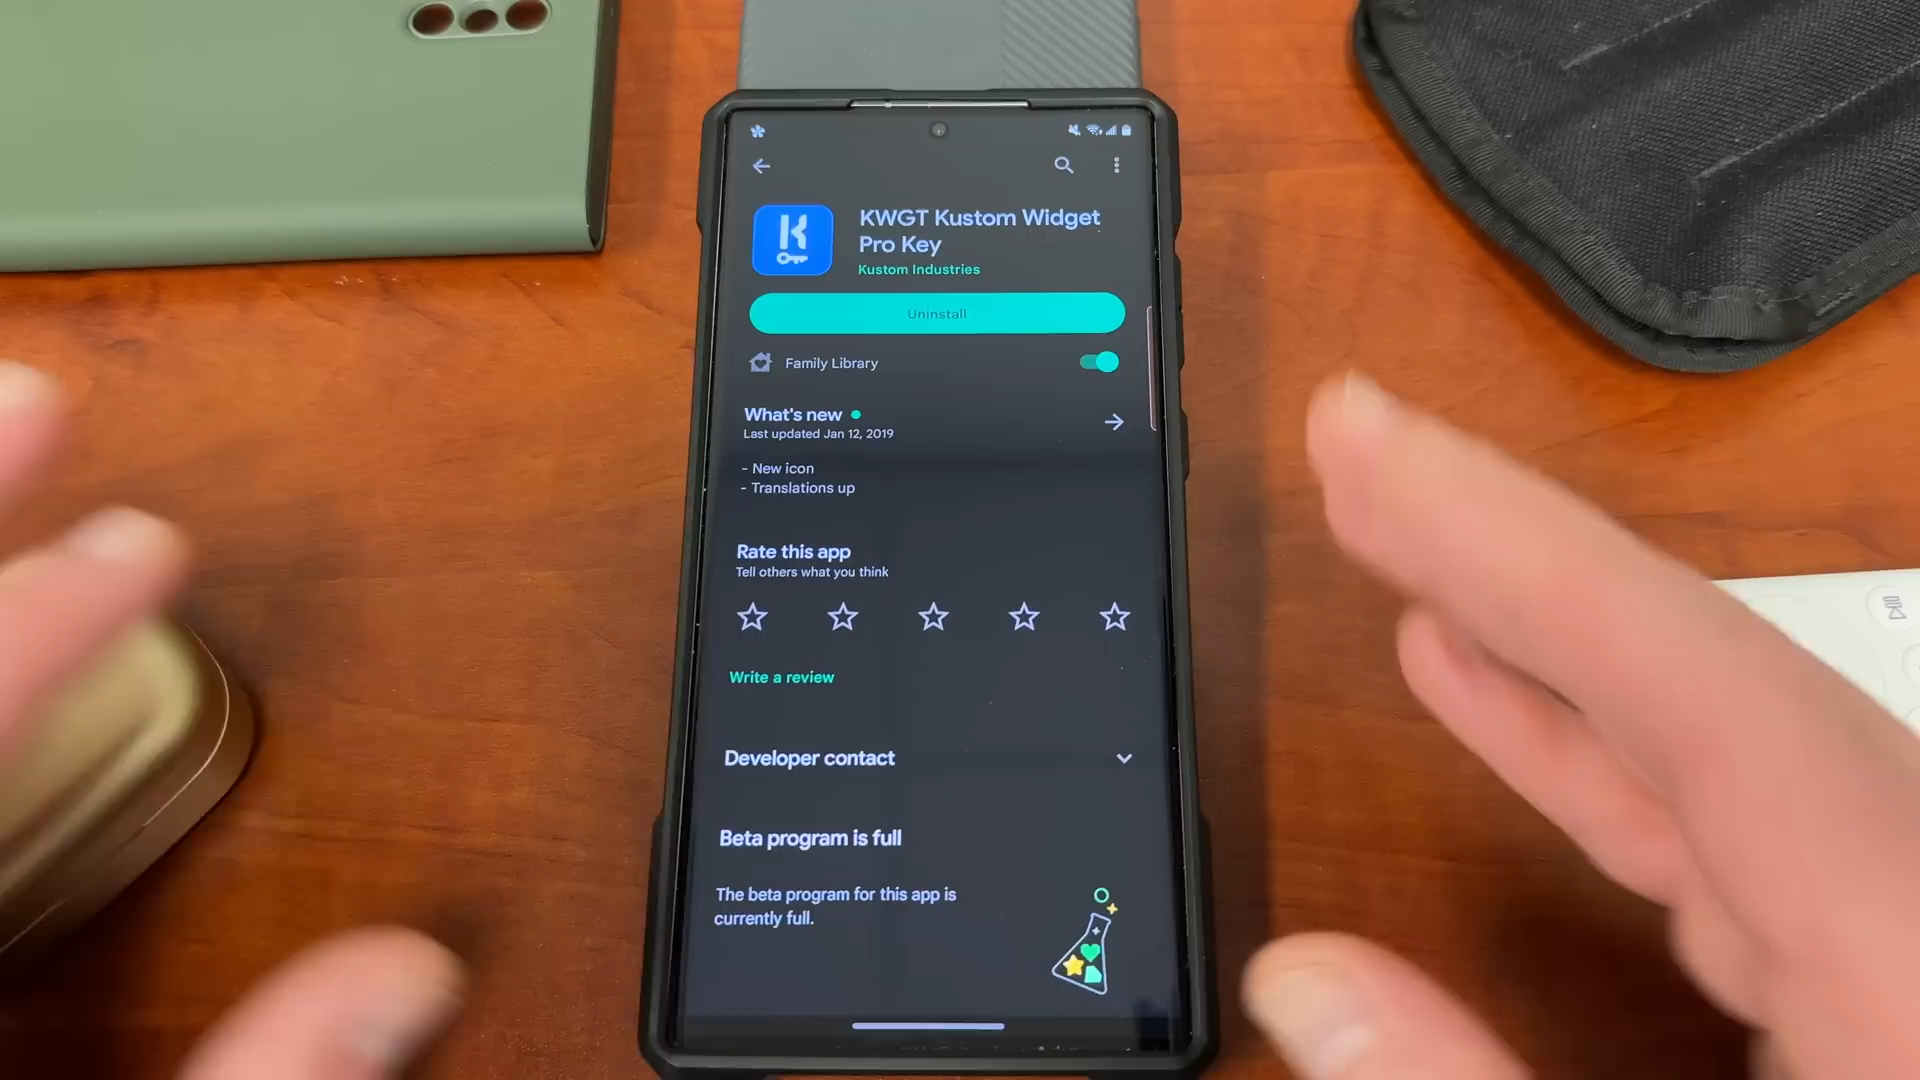 KWGT Kustom Widget
Pro Key
Kustom Industries
Uninstall
Family Library
What's new
Last updated Jan 12, 2019
- New icon
- Translations up
Rate this app
Tell others what you think
Write a review
Developer contact
Beta program is full
The beta program for this app is
currently full.